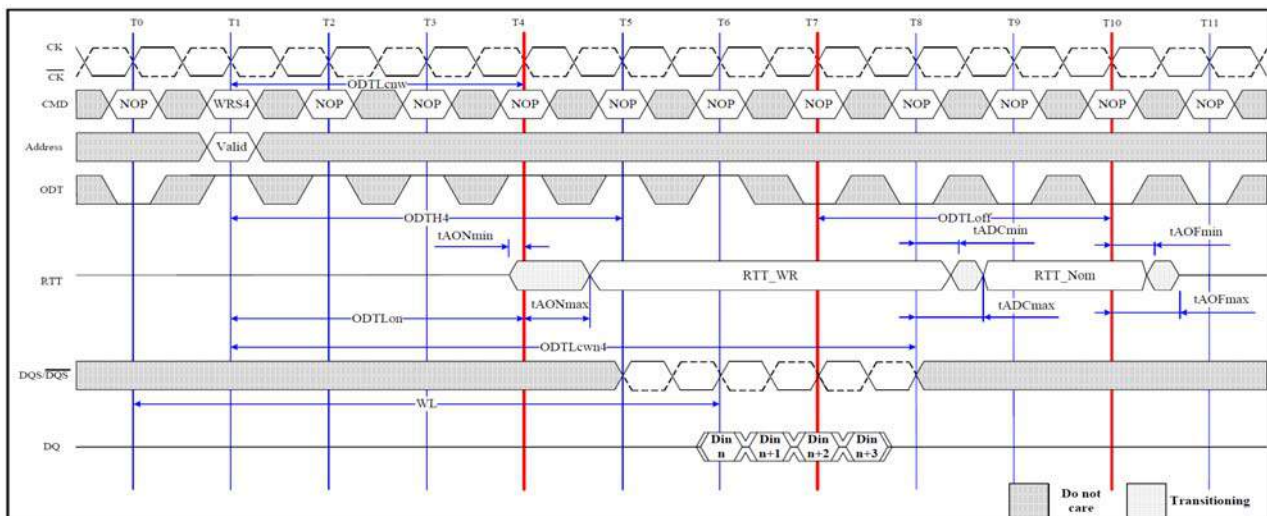 T0 T1 T2 T3 T4 T5 T6 T7 T8 T9 T10 T11
CK
CK
ODTLcnw
CMD NOP WRS4 NOP NOP NOP NOP NOP NOP NOP NOP NOP NOP
Address Valid
ODT
ODTH4 ODTLoff
tAONmin tADCmin tAOFmin
RTT RTT_WR RTT_Nom
tAONmax tADCmax tAOFmax
ODTLon
ODTLcwn4
DQS/DQS
WL
DQ Din n Din n+1 Din n+2 Din n+3
Do not care Transitioning